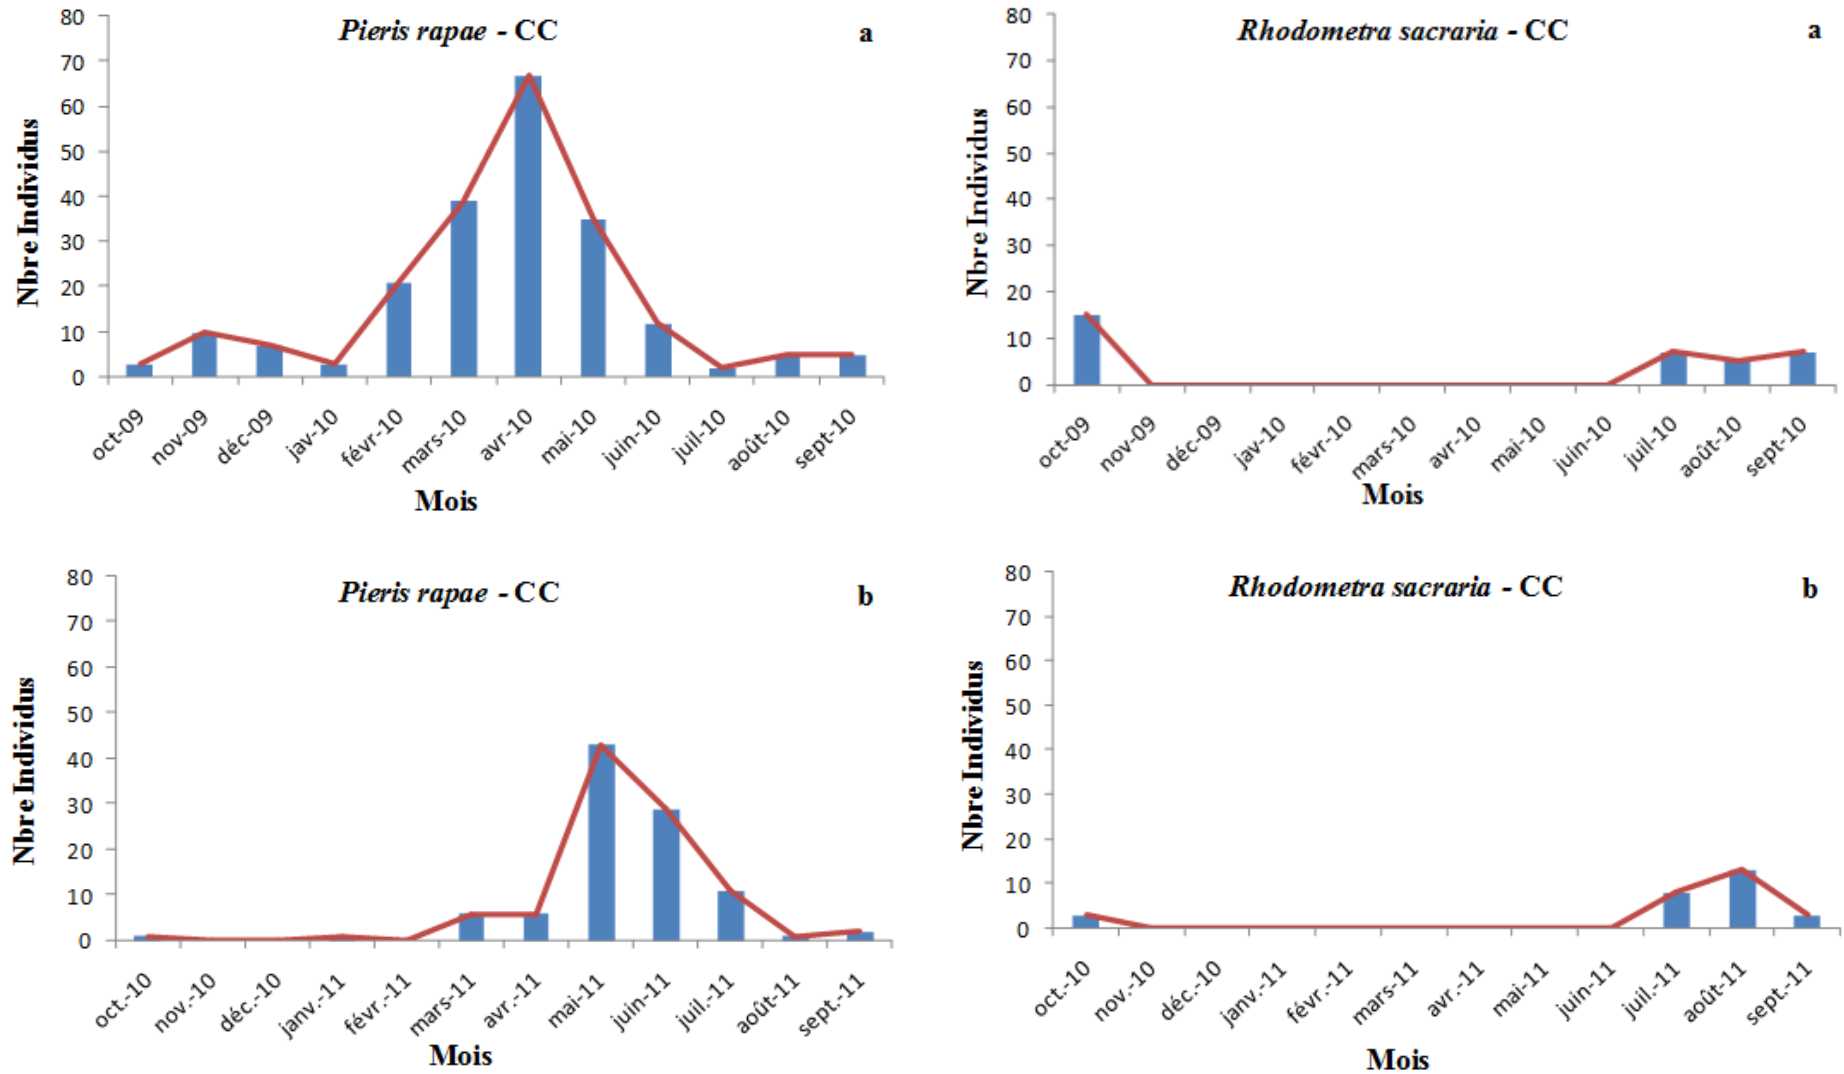 Pieris rapae - CC
a
80
70
60
50
40
30
20
10
0
Nbre Individus
oct-09
nov-09
déc-09
jav-10
févr-10
mars-10
avr-10
mai-10
juin-10
juil-10
août-10
sept-10
Mois
Rhodometra sacraria - CC
a
80
70
60
50
40
30
20
10
0
Nbre Individus
oct-09
nov-09
déc-09
jav-10
févr-10
mars-10
avr-10
mai-10
juin-10
juil-10
août-10
sept-10
Mois
Pieris rapae - CC
b
80
70
60
50
40
30
20
10
0
Nbre Individus
oct.-10
nov.-10
déc.-10
janv.-11
févr.-11
mars-11
avr.-11
mai-11
juin-11
juil.-11
août-11
sept.-11
Mois
Rhodometra sacraria - CC
b
80
70
60
50
40
30
20
10
0
Nbre Individus
oct.-10
nov.-10
déc.-10
janv.-11
févr.-11
mars-11
avr.-11
mai-11
juin-11
juil.-11
août-11
sept.-11
Mois